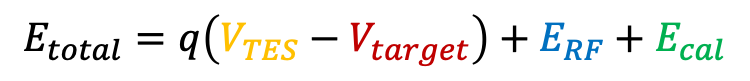 E_total = q(V_TES − V_target) + E_RF + E_cal